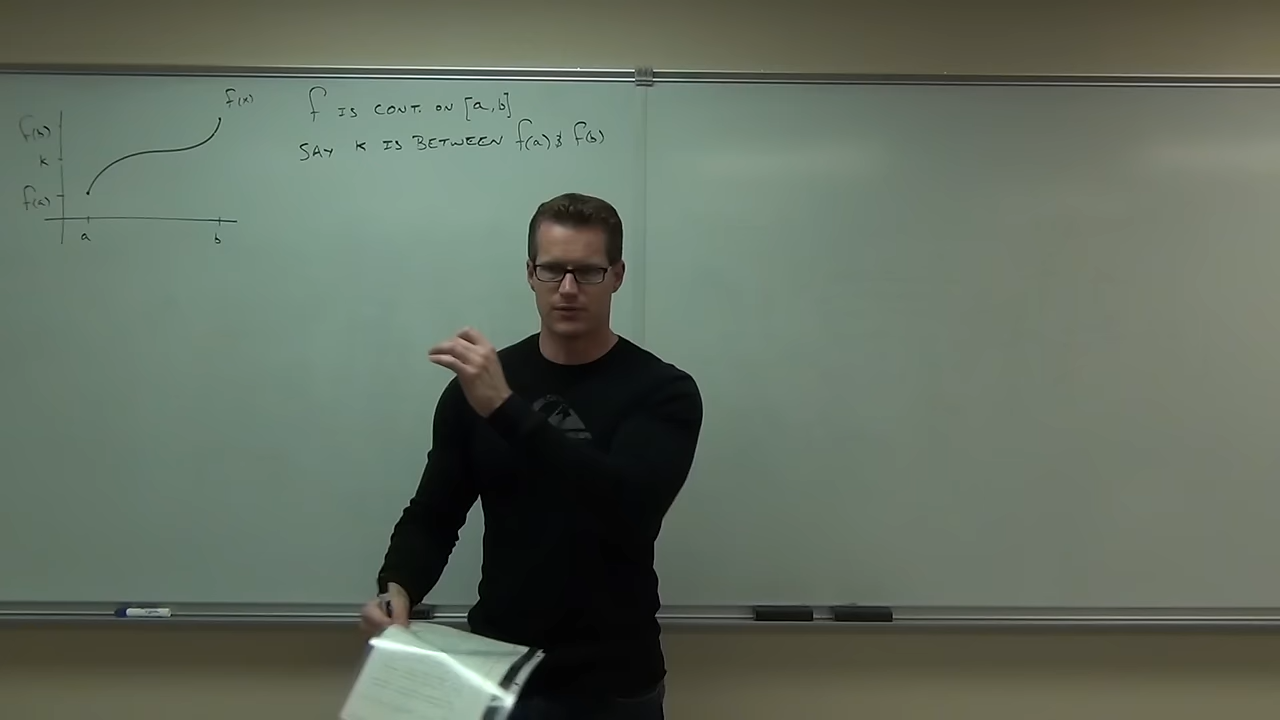 f(x)
f(b)
k
f(a)
a b
f IS CONT. ON [a,b]
SAY K IS BETWEEN f(a) & f(b)